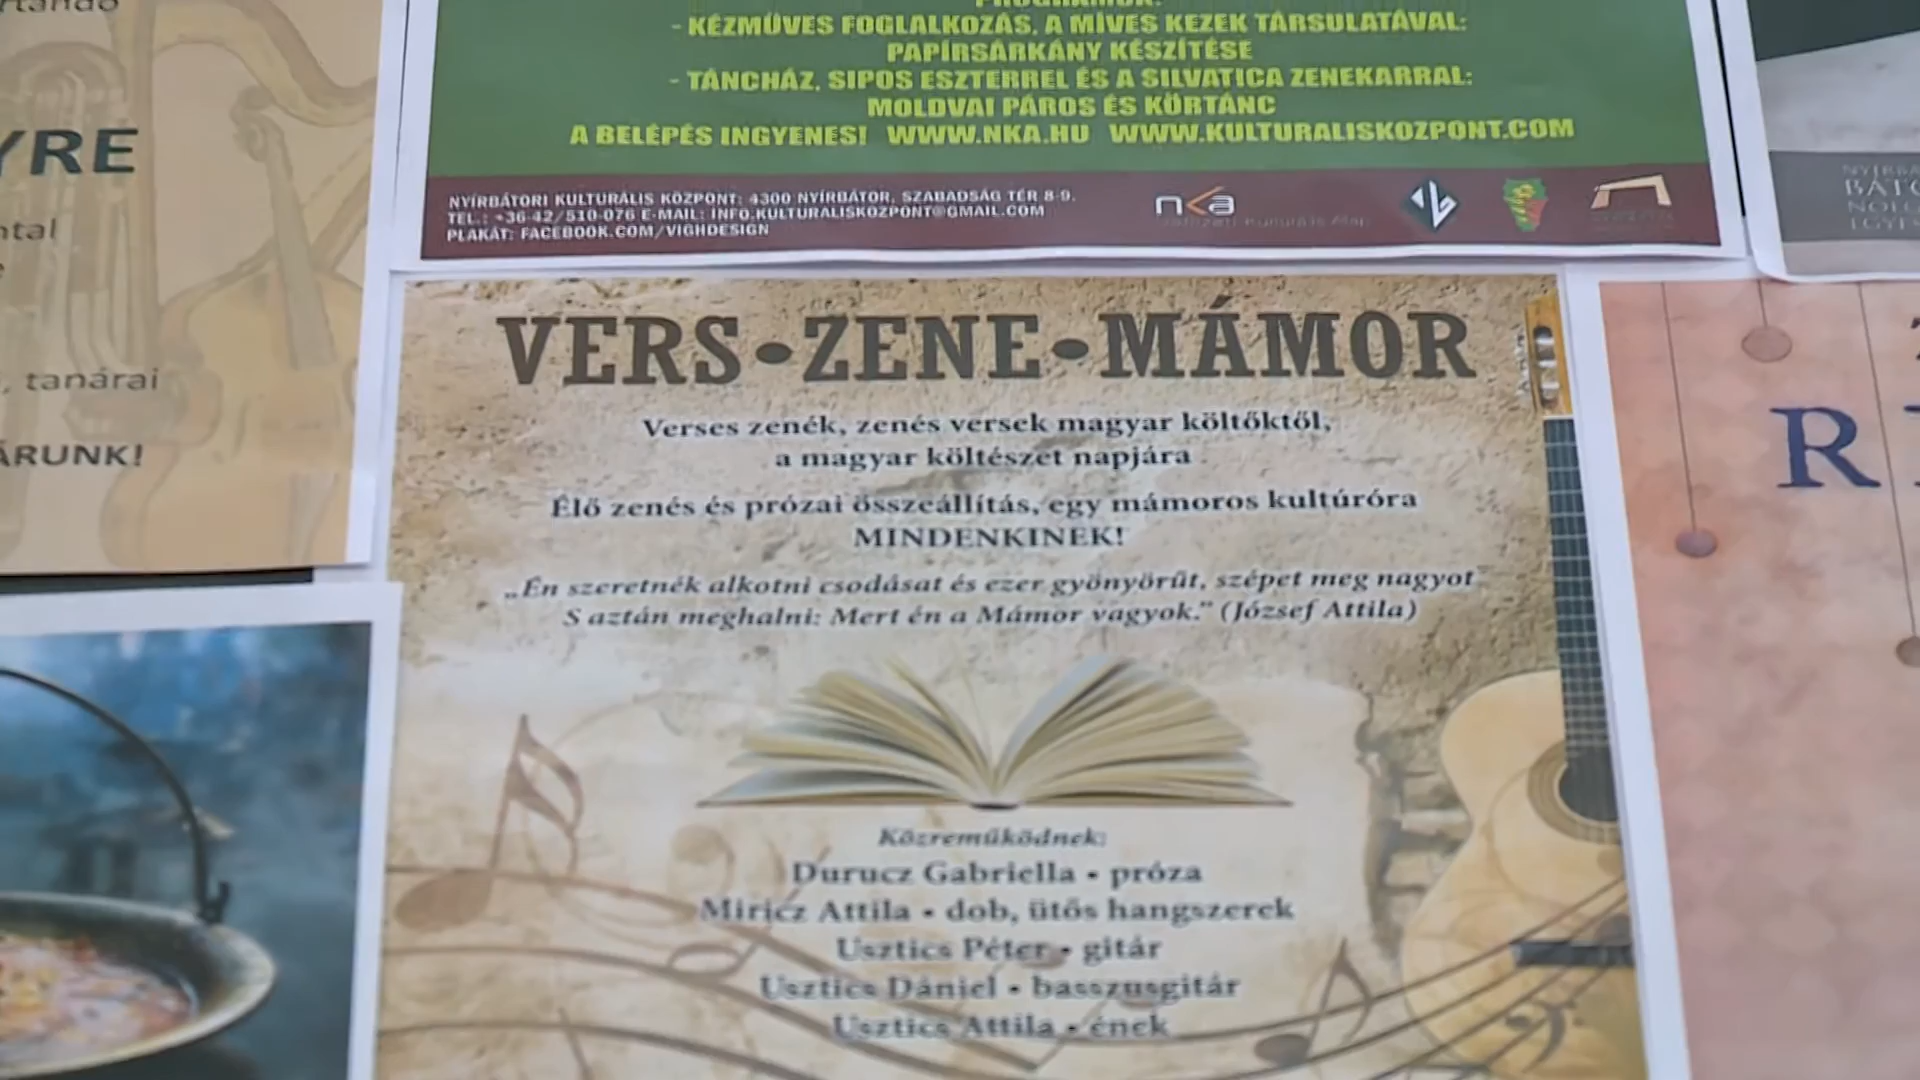 - KÉZMŰVES FOGLALKOZÁS, A MÍVES KEZEK TÁRSULATÁVAL:
PAPÍRSÁRKÁNY KÉSZÍTÉSE
- TÁNCHÁZ, SIPOS ESZTERREL ÉS A SILVATICA ZENEKARRAL:
MOLDVAI PÁROS ÉS KÖRTÁNC
A BELÉPÉS INGYENES! WWW.NKA.HU WWW.KULTURALISKOZPONT.COM
NYÍRBÁTORI KULTURÁLIS KÖZPONT: 4300 NYÍRBÁTOR, SZABADSÁG TÉR 8-9.
TEL.: +36-42/510-076 E-MAIL: INFO.KULTURALISKOZPONT@GMAIL.COM
PLAKÁT: FACEBOOK.COM/VIGHDESIGN
nka
YRE
ntal
, tanárai
ÁRUNK!
VERS•ZENE•MÁMOR
Verses zenék, zenés versek magyar költőktől,
a magyar költészet napjára
Élő zenés és prózai összeállítás, egy mámoros kultúróra
MINDENKINEK!
„Én szeretnék alkotni csodásat és ezer gyönyörűt, szépet meg nagyot
S aztán meghalni: Mert én a Mámor vagyok." (József Attila)
Közreműködnek:
Durucz Gabriella • próza
Miricz Attila • dob, ütős hangszerek
Usztics Péter • gitár
Usztics Dániel • basszusgitár
Usztics Attila • ének
R